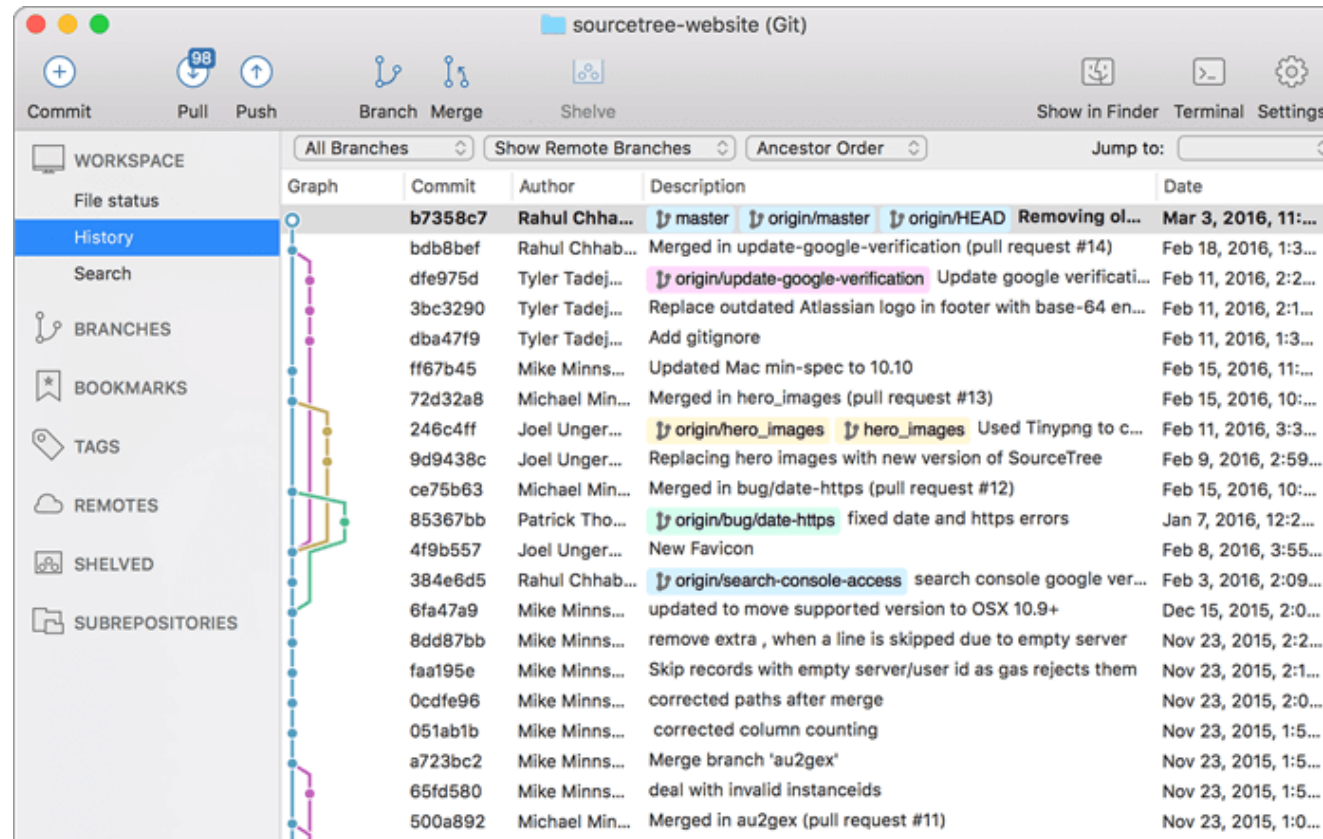 sourcetree-website (Git)
98
Commit Pull Push Branch Merge Shelve Show in Finder Terminal Settings
WORKSPACE
File status
History
Search
BRANCHES
BOOKMARKS
TAGS
REMOTES
SHELVED
SUBREPOSITORIES
All Branches Show Remote Branches Ancestor Order Jump to:
Graph Commit Author Description Date
b7358c7 Rahul Chha... master origin/master origin/HEAD Removing ol... Mar 3, 2016, 11:...
bdb8bef Rahul Chhab... Merged in update-google-verification (pull request #14) Feb 18, 2016, 1:3...
dfe975d Tyler Tadej... origin/update-google-verification Update google verificati... Feb 11, 2016, 2:2...
3bc3290 Tyler Tadej... Replace outdated Atlassian logo in footer with base-64 en... Feb 11, 2016, 2:1...
dba47f9 Tyler Tadej... Add gitignore Feb 11, 2016, 1:3...
ff67b45 Mike Minns... Updated Mac min-spec to 10.10 Feb 15, 2016, 11:...
72d32a8 Michael Min... Merged in hero_images (pull request #13) Feb 15, 2016, 10:...
246c4ff Joel Unger... origin/hero_images hero_images Used Tinypng to c... Feb 11, 2016, 3:3...
9d9438c Joel Unger... Replacing hero images with new version of SourceTree Feb 9, 2016, 2:59...
ce75b63 Michael Min... Merged in bug/date-https (pull request #12) Feb 15, 2016, 10:...
85367bb Patrick Tho... origin/bug/date-https fixed date and https errors Jan 7, 2016, 12:2...
4f9b557 Joel Unger... New Favicon Feb 8, 2016, 3:55...
384e6d5 Rahul Chhab... origin/search-console-access search console google ver... Feb 3, 2016, 2:09...
6fa47a9 Mike Minns... updated to move supported version to OSX 10.9+ Dec 15, 2015, 2:0...
8dd87bb Mike Minns... remove extra , when a line is skipped due to empty server Nov 23, 2015, 2:2...
faa195e Mike Minns... Skip records with empty server/user id as gas rejects them Nov 23, 2015, 2:1...
0cdfe96 Mike Minns... corrected paths after merge Nov 23, 2015, 2:0...
051ab1b Mike Minns... corrected column counting Nov 23, 2015, 1:5...
a723bc2 Mike Minns... Merge branch 'au2gex' Nov 23, 2015, 1:5...
65fd580 Mike Minns... deal with invalid instanceids Nov 23, 2015, 1:5...
500a892 Michael Min... Merged in au2gex (pull request #11) Nov 23, 2015, 1:0...